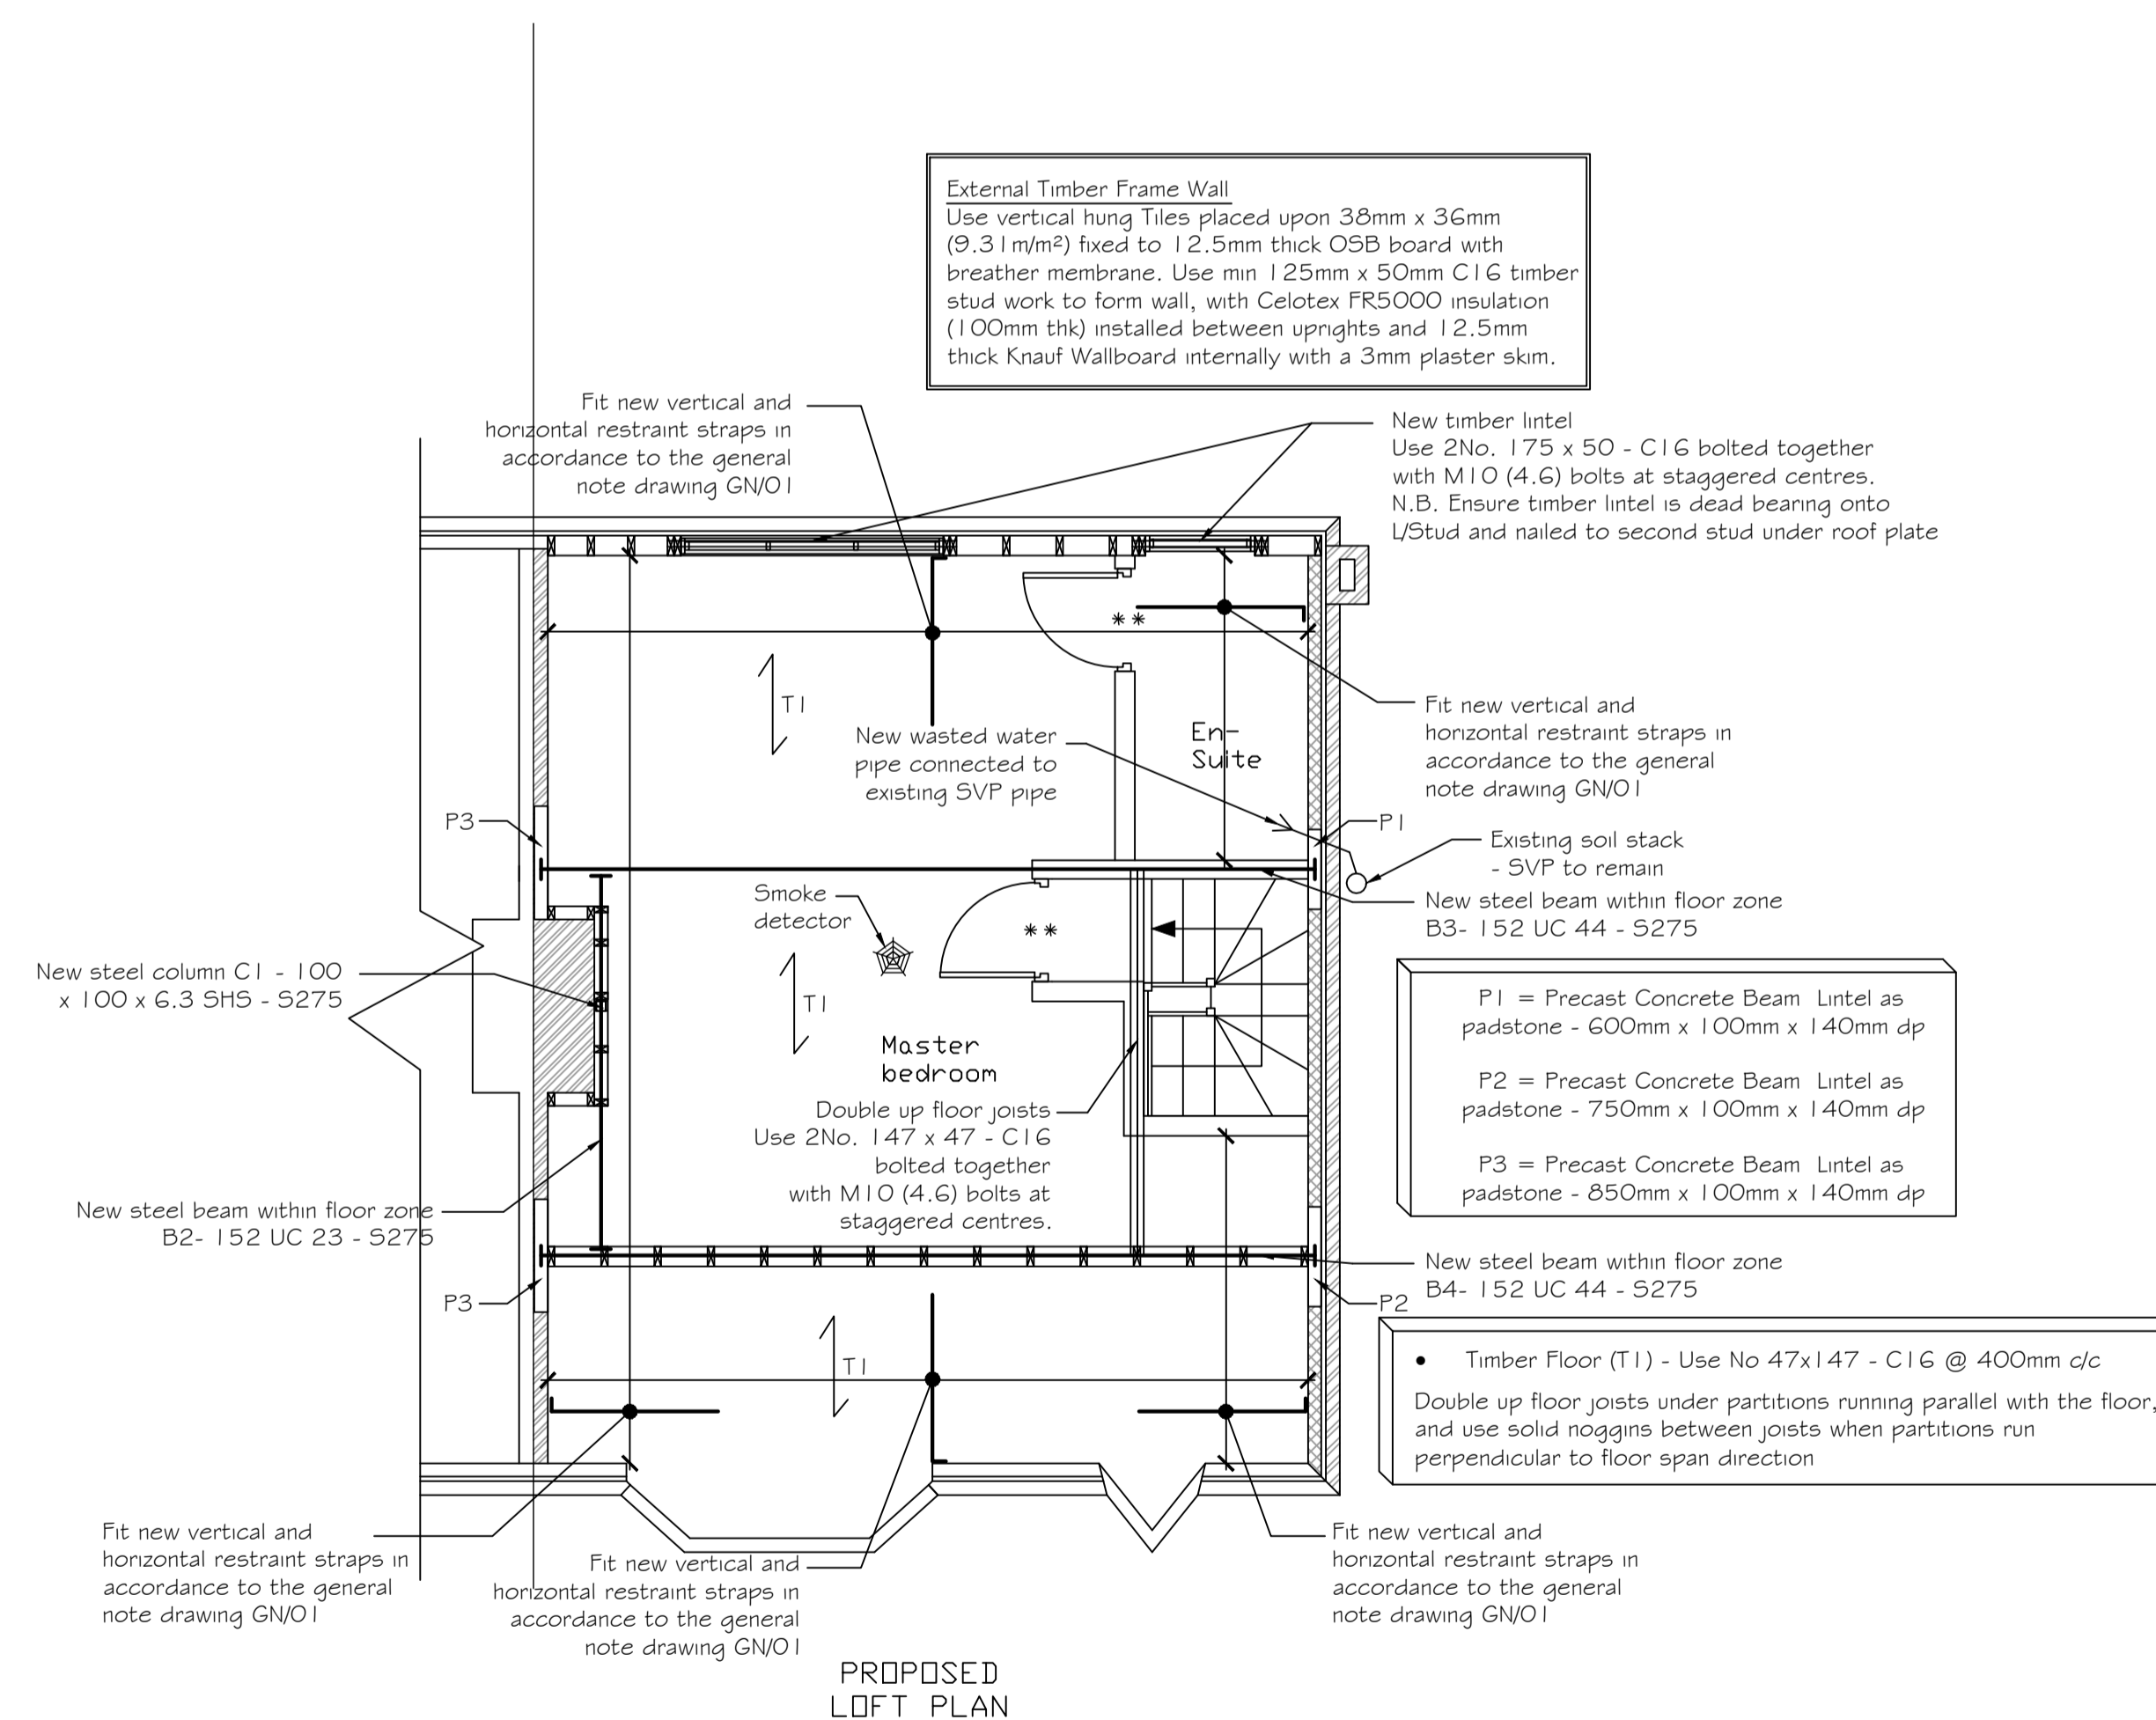 External Timber Frame Wall
Use vertical hung Tiles placed upon 38mm x 36mm
(9.31m/m²) fixed to 12.5mm thick OSB board with
breather membrane. Use min 125mm x 50mm C16 timber
stud work to form wall, with Celotex FR5000 insulation
(100mm thk) installed between uprights and 12.5mm
thick Knauf Wallboard internally with a 3mm plaster skim.
Fit new vertical and
horizontal restraint straps in
accordance to the general
note drawing GN/01
New timber lintel
Use 2No. 175 x 50 - C16 bolted together
with M10 (4.6) bolts at staggered centres.
N.B. Ensure timber lintel is dead bearing onto
L/Stud and nailed to second stud under roof plate
**
T1
En-
Suite
New wasted water
pipe connected to
existing SVP pipe
Fit new vertical and
horizontal restraint straps in
accordance to the general
note drawing GN/01
P3
P1
Existing soil stack
- SVP to remain
Smoke
detector
**
New steel beam within floor zone
B3- 152 UC 44 - S275
New steel column C1 - 100
x 100 x 6.3 SHS - S275
T1
Master
bedroom
P1 = Precast Concrete Beam Lintel as
padstone - 600mm x 100mm x 140mm dp
P2 = Precast Concrete Beam Lintel as
padstone - 750mm x 100mm x 140mm dp
P3 = Precast Concrete Beam Lintel as
padstone - 850mm x 100mm x 140mm dp
Double up floor joists
Use 2No. 147 x 47 - C16
bolted together
with M10 (4.6) bolts at
staggered centres.
New steel beam within floor zone
B2- 152 UC 23 - S275
New steel beam within floor zone
B4- 152 UC 44 - S275
P3
P2
T1
• Timber Floor (T1) - Use No 47x147 - C16 @ 400mm c/c
Double up floor joists under partitions running parallel with the floor,
and use solid noggins between joists when partitions run
perpendicular to floor span direction
Fit new vertical and
horizontal restraint straps in
accordance to the general
note drawing GN/01
Fit new vertical and
horizontal restraint straps in
accordance to the general
note drawing GN/01
Fit new vertical and
horizontal restraint straps in
accordance to the general
note drawing GN/01
PROPOSED
LOFT PLAN